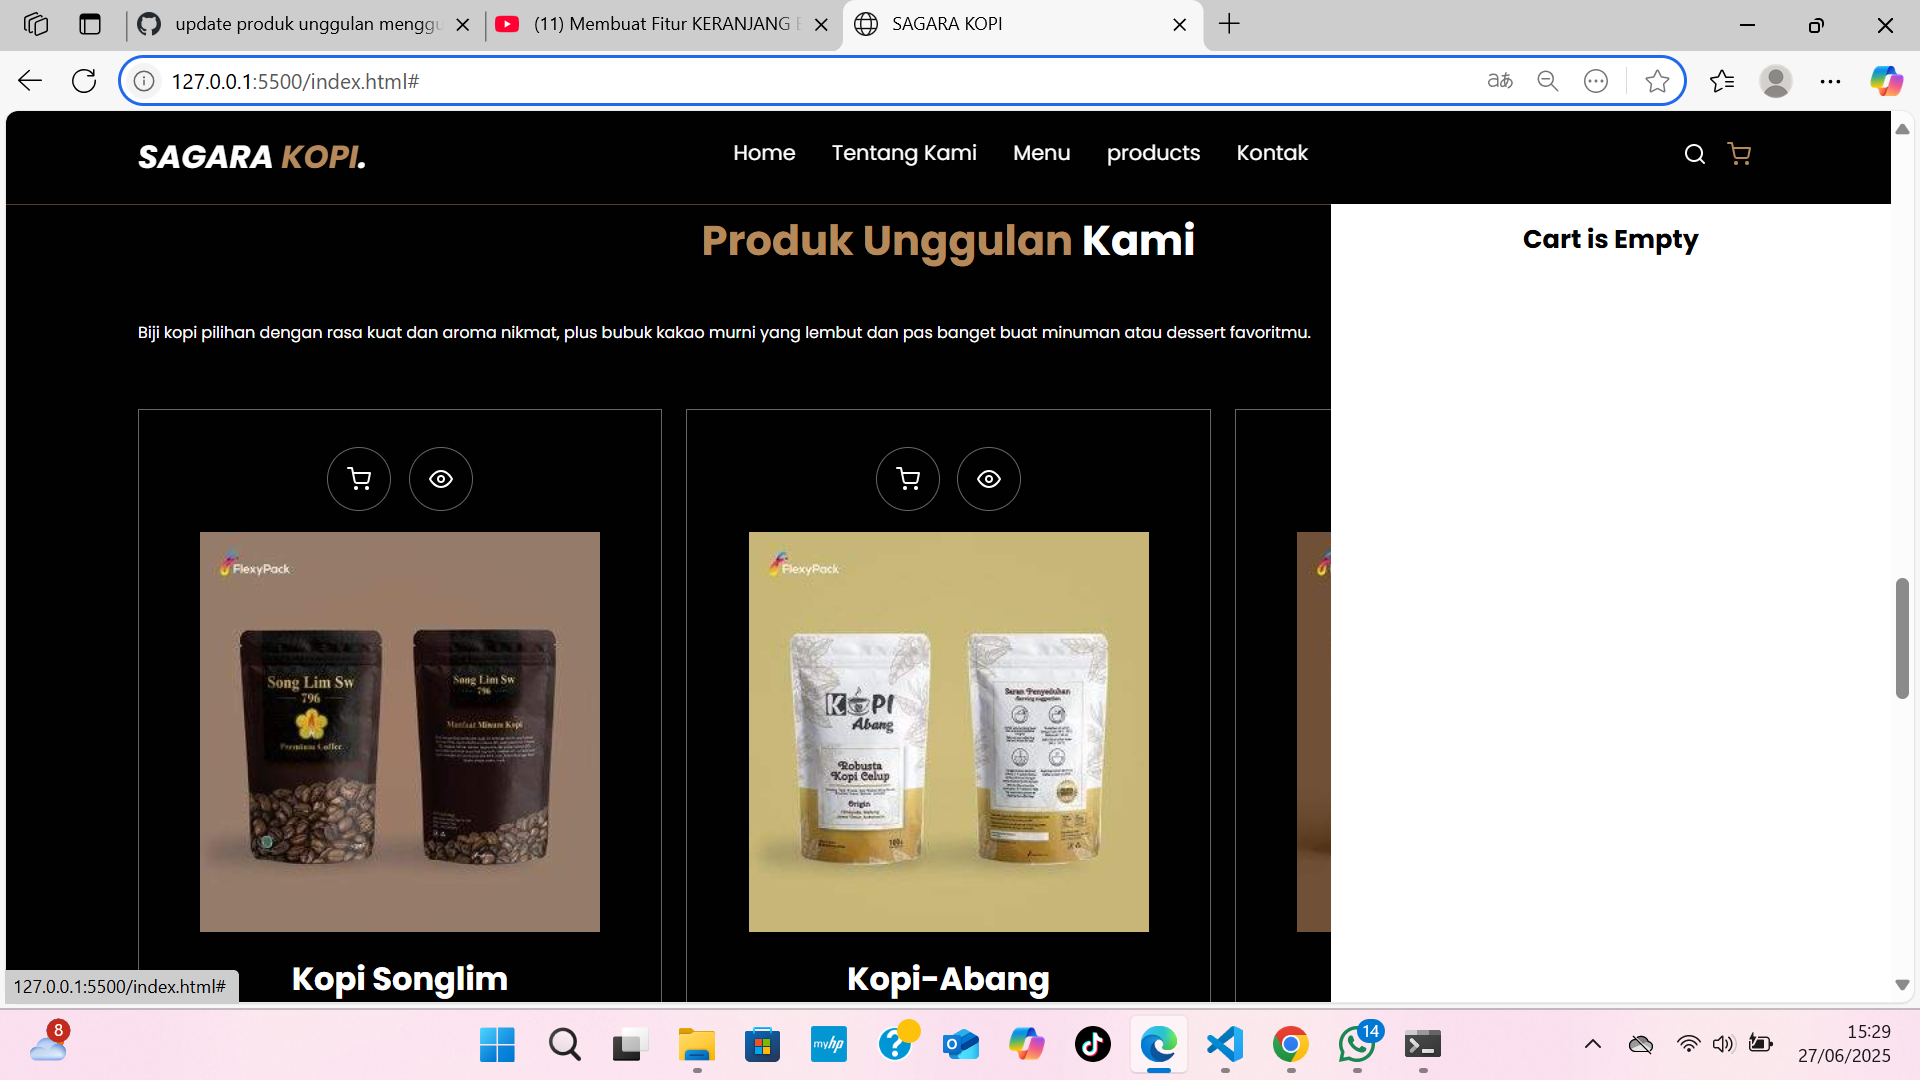 update produk unggulan menggu
(11) Membuat Fitur KERANJANG B
SAGARA KOPI
127.0.0.1:5500/index.html#
SAGARA KOPI.
Home
Tentang Kami
Menu
products
Kontak
Produk Unggulan Kami
Cart is Empty
Biji kopi pilihan dengan rasa kuat dan aroma nikmat, plus bubuk kakao murni yang lembut dan pas banget buat minuman atau dessert favoritmu.
FlexyPack
Song Lim Sw
796
Premium Coffee
Song Lim Sw
796
Manfaat Minum Kopi
FlexyPack
KOPI
Abang
Robusta
Kopi Celup
Origin
Saran Penyeduhan
Kopi Songlim
Kopi-Abang
127.0.0.1:5500/index.html#
8
myhp
14
15:29
27/06/2025